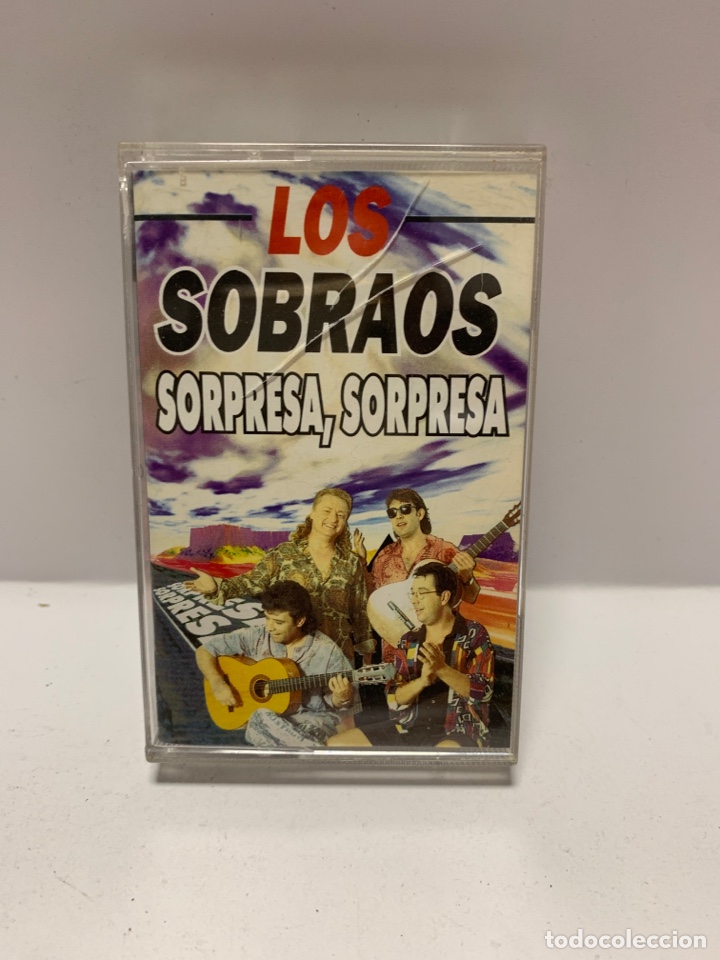 LOS
SOBRAOS
SORPRESA, SORPRESA
todocoleccion